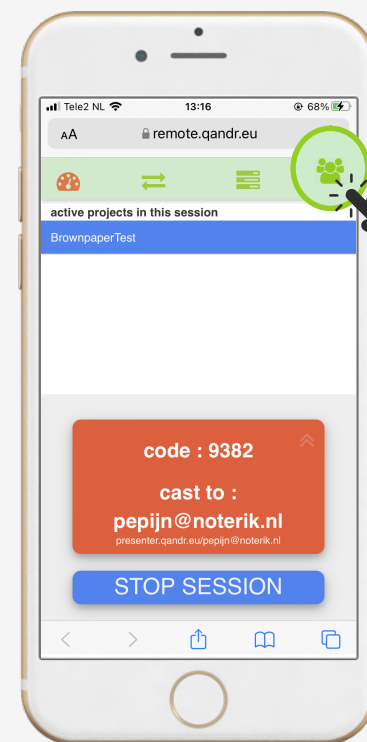 Tele2 NL 13:16 68%
AA remote.qandr.eu
active projects in this session
BrownpaperTest
code : 9382
cast to :
pepijn@noterik.nl
presenter.qandr.eu/pepijn@noterik.nl
STOP SESSION